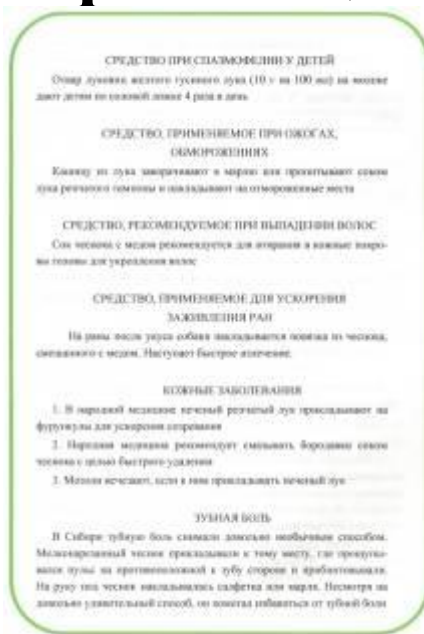 СРЕДСТВО ПРИ СПАЗМОФИЛИИ У ДЕТЕЙ
Отвар луковиц желтого гусиного лука (10 г на 100 мл) на молоке
дают детям по столовой ложке 4 раза в день
СРЕДСТВО, ПРИМЕНЯЕМОЕ ПРИ ОЖОГАХ,
ОБМОРОЖЕНИЯХ
Кашицу из лука заворачивают в марлю или пропитывают соком
лука репчатого тампоны и накладывают на отмороженные места
СРЕДСТВО, РЕКОМЕНДУЕМОЕ ПРИ ВЫПАДЕНИИ ВОЛОС
Сок чеснока с медом рекомендуется для втирания в кожные покро-
вы головы для укрепления волос
СРЕДСТВО, ПРИМЕНЯЕМОЕ ДЛЯ УСКОРЕНИЯ
ЗАЖИВЛЕНИЯ РАН
На раны после укуса собаки накладывается повязка из чеснока,
смешанного с медом. Наступает быстрое излечение.
КОЖНЫЕ ЗАБОЛЕВАНИЯ
1. В народной медицине печеный репчатый лук прикладывают на
фурункулы для ускорения созревания
2. Народная медицина рекомендует смазывать бородавки соком
чеснока с целью быстрого удаления
3. Мозоли исчезают, если к ним прикладывать печеный лук
ЗУБНАЯ БОЛЬ
В Сибири зубную боль снимали довольно необычным способом.
Мелконарезанный чеснок прикладывали к тому месту, где прощупы-
вался пульс на противоположной к зубу стороне и прибинтовывали.
На руку под чеснок накладывалась салфетка или марля. Несмотря на
довольно удивительный способ, он помогал избавиться от зубной боли